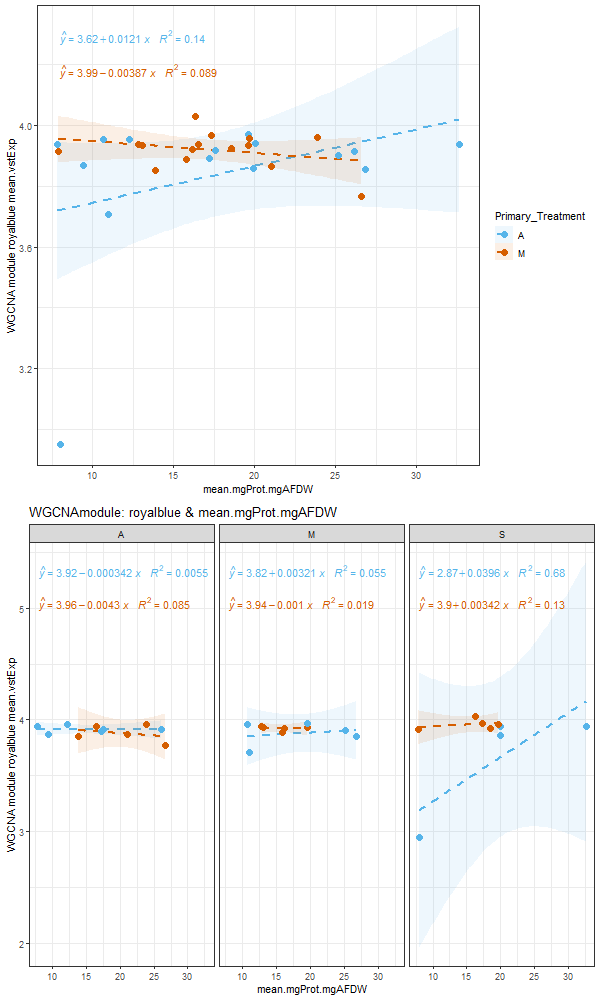 ŷ = 3.62 + 0.0121 x R² = 0.14
ŷ = 3.99 − 0.00387 x R² = 0.089
4.0
3.6
3.2
WGCNA module royalblue mean.vstExp
10 15 20 25 30
mean.mgProt.mgAFDW
Primary_Treatment
A
M
WGCNAmodule: royalblue & mean.mgProt.mgAFDW
A M S
ŷ = 3.92 − 0.000342 x R² = 0.0055
ŷ = 3.96 − 0.0043 x R² = 0.085
ŷ = 3.82 + 0.00321 x R² = 0.055
ŷ = 3.94 − 0.001 x R² = 0.019
ŷ = 2.87 + 0.0396 x R² = 0.68
ŷ = 3.9 + 0.00342 x R² = 0.13
5
4
3
2
WGCNA module royalblue mean.vstExp
10 15 20 25 30 10 15 20 25 30 10 15 20 25 30
mean.mgProt.mgAFDW